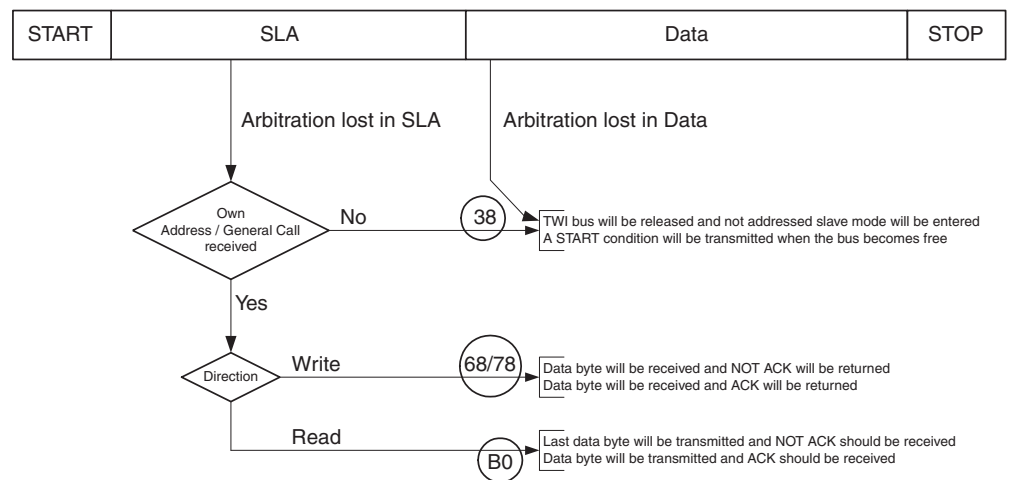 START SLA Data STOP
Arbitration lost in SLA Arbitration lost in Data
Own
Address / General Call
received
No
38
TWI bus will be released and not addressed slave mode will be entered
A START condition will be transmitted when the bus becomes free
Yes
Direction
Write
68/78
Data byte will be received and NOT ACK will be returned
Data byte will be received and ACK will be returned
Read
B0
Last data byte will be transmitted and NOT ACK should be received
Data byte will be transmitted and ACK should be received